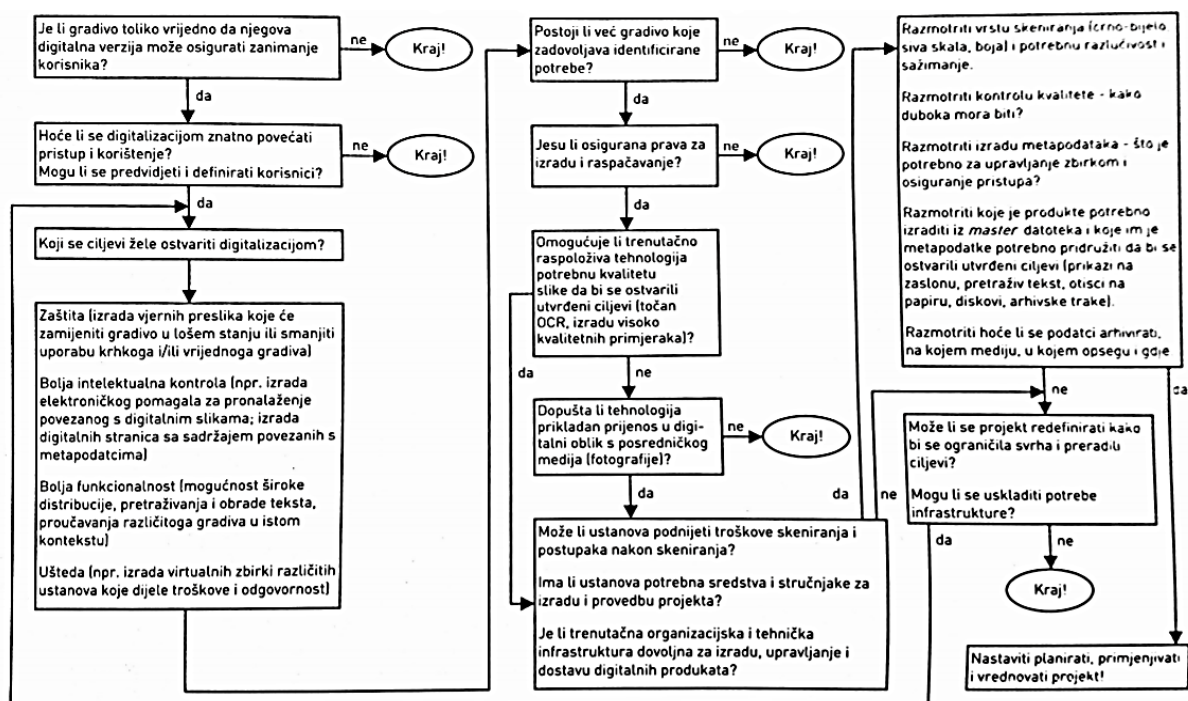 Je li gradivo toliko vrijedno da njegova
digitalna verzija može osigurati zanimanje
korisnika?
ne
Kraj!
da
Hoće li se digitalizacijom znatno povećati
pristup i korištenje?
Mogu li se predvidjeti i definirati korisnici?
ne
Kraj!
da
Koji se ciljevi žele ostvariti digitalizacijom?
Zaštita (izrada vjernih preslika koje će
zamijeniti gradivo u lošem stanju ili smanjiti
uporabu krhkoga i/ili vrijednoga gradiva)
Bolja intelektualna kontrola (npr. izrada
elektroničkog pomagala za pronalaženje
povezanog s digitalnim slikama; izrada
digitalnih stranica sa sadržajem povezanih s
metapodatcima)
Bolja funkcionalnost (mogućnost široke
distribucije, pretraživanja i obrade teksta,
proučavanja različitoga gradiva u istom
kontekstu)
Ušteda (npr. izrada virtualnih zbirki različitih
ustanova koje dijele troškove i odgovornost)
Postoji li već gradivo koje
zadovoljava identificirane
potrebe?
ne
Kraj!
da
Jesu li osigurana prava za
izradu i raspačavanje?
ne
Kraj!
da
Omogućuje li trenutačno
raspoloživa tehnologija
potrebnu kvalitetu
slike da bi se ostvarili
utvrđeni ciljevi (točan
OCR, izradu visoko
kvalitetnih primjeraka)?
da
ne
Dopušta li tehnologija
prikladan prijenos u digi-
talni oblik s posredničkog
medija (fotografije)?
ne
Kraj!
da
Može li ustanova podnijeti troškove skeniranja i
postupaka nakon skeniranja?
Ima li ustanova potrebna sredstva i stručnjake za
izradu i provedbu projekta?
Je li trenutačna organizacijska i tehnička
infrastruktura dovoljna za izradu, upravljanje i
dostavu digitalnih produkata?
da
ne
Razmotriti vrstu skeniranja (crno-bijelo,
siva skala, boja) i potrebnu razlučivost i
sažimanje.
Razmotriti kontrolu kvalitete - kako
duboka mora biti?
Razmotriti izradu metapodataka - što je
potrebno za upravljanje zbirkom i
osiguranje pristupa?
Razmotriti koje je produkte potrebno
izraditi iz master datoteka i koje im je
metapodatke potrebno pridružiti da bi se
ostvarili utvrđeni ciljevi (prikazi na
zaslonu, pretraživ tekst, otisci na
papiru, diskovi, arhivske trake).
Razmotriti hoće li se podatci arhivirati,
na kojem mediju, u kojem opsegu i gdje
ne
da
Može li se projekt redefinirati kako
bi se ograničila svrha i preradili
ciljevi?
Mogu li se uskladiti potrebe
infrastrukture?
da
ne
Kraj!
Nastaviti planirati, primjenjivati
i vrednovati projekt!